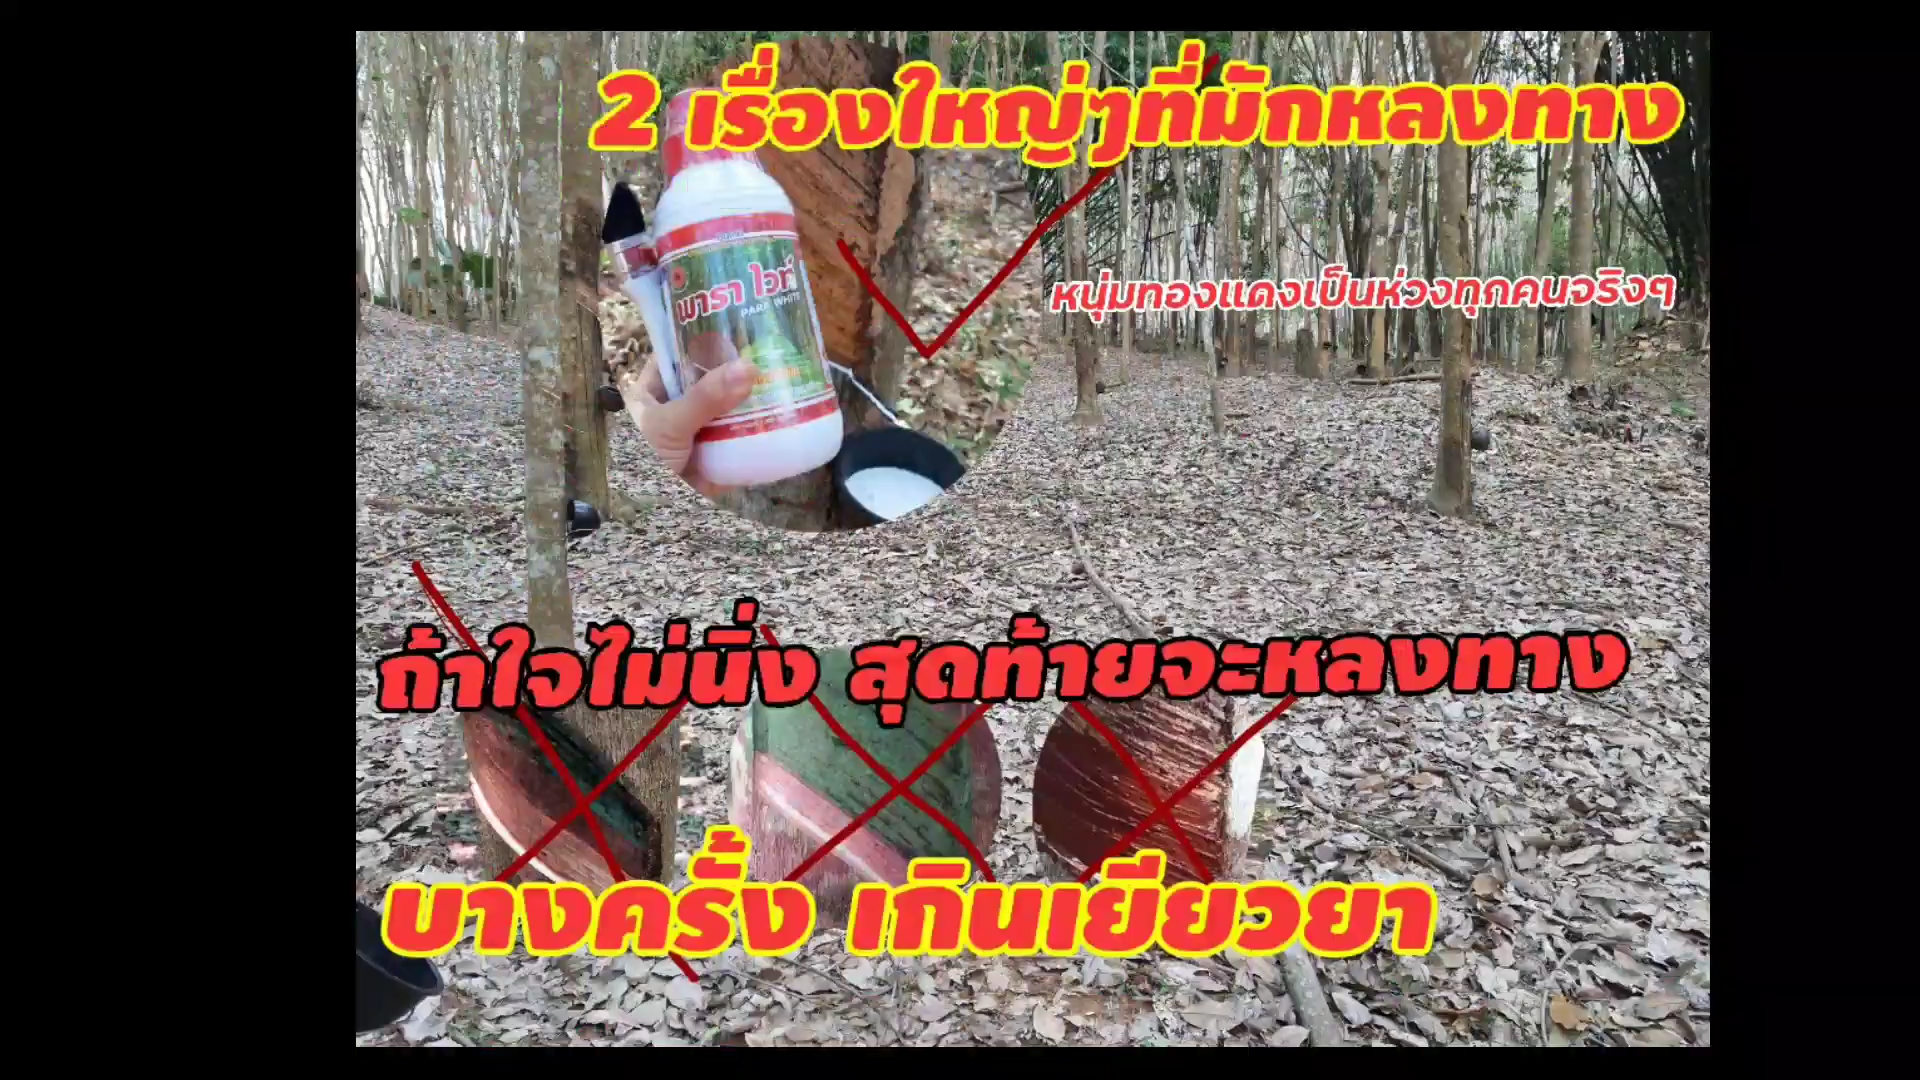 2 เรื่องใหญ่ๆที่มักหลงทาง
พารา ไวท์
PARA WHITE
หนุ่มทองแดงเป็นห่วงทุกคนจริงๆ
ถ้าใจไม่นิ่ง สุดท้ายจะหลงทาง
บางครั้ง เกินเยียวยา